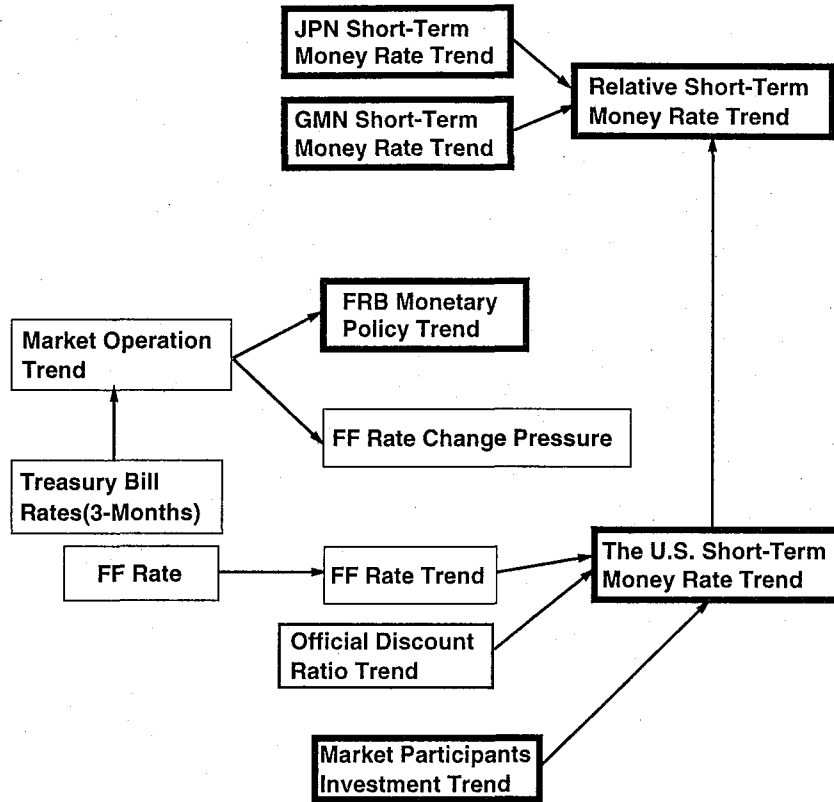 JPN Short-Term
Money Rate Trend
Relative Short-Term
Money Rate Trend
GMN Short-Term
Money Rate Trend
FRB Monetary
Policy Trend
Market Operation
Trend
FF Rate Change Pressure
Treasury Bill
Rates(3-Months)
The U.S. Short-Term
Money Rate Trend
FF Rate
FF Rate Trend
Official Discount
Ratio Trend
Market Participants
Investment Trend